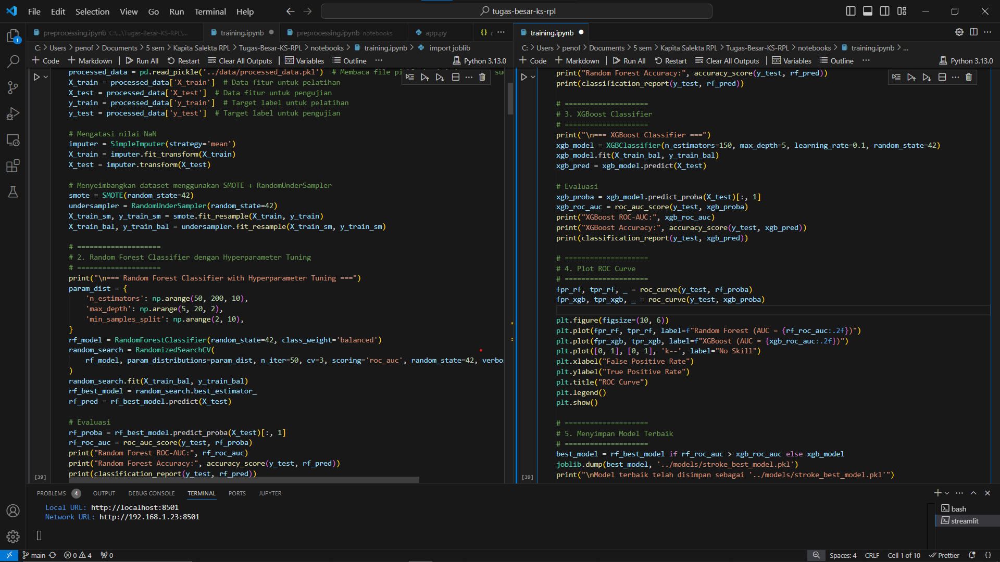 File Edit Selection View Go Run Terminal Help
tugas-besar-ks-rpl
preprocessing.ipynb C:\...\Tugas-Besar-KS-RPL\...
training.ipynb
preprocessing.ipynb notebooks
app.py
{} ...
C: > Users > penof > Documents > 5 sem > Kapita Salekta RPL > Tugas-Besar-KS-RPL > notebooks > training.ipynb > import joblib
+ Code + Markdown Run All Restart Clear All Outputs Variables Outline ... Python 3.13.0
processed_data = pd.read_pickle('../data/processed_data.pkl')  # Membaca file
X_train = processed_data['X_train']  # Data fitur untuk pelatihan
X_test = processed_data['X_test']  # Data fitur untuk pengujian
y_train = processed_data['y_train']  # Target label untuk pelatihan
y_test = processed_data['y_test']  # Target label untuk pengujian
# Mengatasi nilai NaN
imputer = SimpleImputer(strategy='mean')
X_train = imputer.fit_transform(X_train)
X_test = imputer.transform(X_test)
# Menyeimbangkan dataset menggunakan SMOTE + RandomUnderSampler
smote = SMOTE(random_state=42)
undersampler = RandomUnderSampler(random_state=42)
X_train_sm, y_train_sm = smote.fit_resample(X_train, y_train)
X_train_bal, y_train_bal = undersampler.fit_resample(X_train_sm, y_train_sm)
# ====================
# 2. Random Forest Classifier dengan Hyperparameter Tuning
# ====================
print("\n=== Random Forest Classifier with Hyperparameter Tuning ===")
param_dist = {
    'n_estimators': np.arange(50, 200, 10),
    'max_depth': np.arange(5, 20, 2),
    'min_samples_split': np.arange(2, 10),
}
rf_model = RandomForestClassifier(random_state=42, class_weight='balanced')
random_search = RandomizedSearchCV(
    rf_model, param_distributions=param_dist, n_iter=50, cv=3, scoring='roc_auc', random_state=42, verbos
)
random_search.fit(X_train_bal, y_train_bal)
rf_best_model = random_search.best_estimator_
rf_pred = rf_best_model.predict(X_test)
# Evaluasi
rf_proba = rf_best_model.predict_proba(X_test)[:, 1]
rf_roc_auc = roc_auc_score(y_test, rf_proba)
print("Random Forest ROC-AUC:", rf_roc_auc)
print("Random Forest Accuracy:", accuracy_score(y_test, rf_pred))
print(classification_report(y_test, rf_pred))
[39]
training.ipynb
C: > Users > penof > Documents > 5 sem > Kapita Salekta RPL > Tugas-Besar-KS-RPL > notebooks > training.ipynb > ...
+ Code + Markdown Run All Restart Clear All Outputs Variables Outline ... Python 3.13.0
print("Random Forest Accuracy:", accuracy_score(y_test, rf_pred))
print(classification_report(y_test, rf_pred))
# ====================
# 3. XGBoost Classifier
# ====================
print("\n=== XGBoost Classifier ===")
xgb_model = XGBClassifier(n_estimators=150, max_depth=5, learning_rate=0.1, random_state=42)
xgb_model.fit(X_train_bal, y_train_bal)
xgb_pred = xgb_model.predict(X_test)
# Evaluasi
xgb_proba = xgb_model.predict_proba(X_test)[:, 1]
xgb_roc_auc = roc_auc_score(y_test, xgb_proba)
print("XGBoost ROC-AUC:", xgb_roc_auc)
print("XGBoost Accuracy:", accuracy_score(y_test, xgb_pred))
print(classification_report(y_test, xgb_pred))
# ====================
# 4. Plot ROC Curve
# ====================
fpr_rf, tpr_rf, _ = roc_curve(y_test, rf_proba)
fpr_xgb, tpr_xgb, _ = roc_curve(y_test, xgb_proba)
plt.figure(figsize=(10, 6))
plt.plot(fpr_rf, tpr_rf, label=f"Random Forest (AUC = {rf_roc_auc:.2f})")
plt.plot(fpr_xgb, tpr_xgb, label=f"XGBoost (AUC = {xgb_roc_auc:.2f})")
plt.plot([0, 1], [0, 1], 'k--', label="No Skill")
plt.xlabel("False Positive Rate")
plt.ylabel("True Positive Rate")
plt.title("ROC Curve")
plt.legend()
plt.show()
# ====================
# 5. Menyimpan Model Terbaik
# ====================
best_model = rf_best_model if rf_roc_auc > xgb_roc_auc else xgb_model
joblib.dump(best_model, '../models/stroke_best_model.pkl')
print("\nModel terbaik telah disimpan sebagai '../models/stroke_best_model.pkl'")
[39]
PROBLEMS 4 OUTPUT DEBUG CONSOLE TERMINAL PORTS JUPYTER
Local URL: http://localhost:8501
Network URL: http://192.168.1.23:8501
bash
streamlit
1
main 0 4 0
Spaces: 4 CRLF Cell 1 of 10 Prettier {}